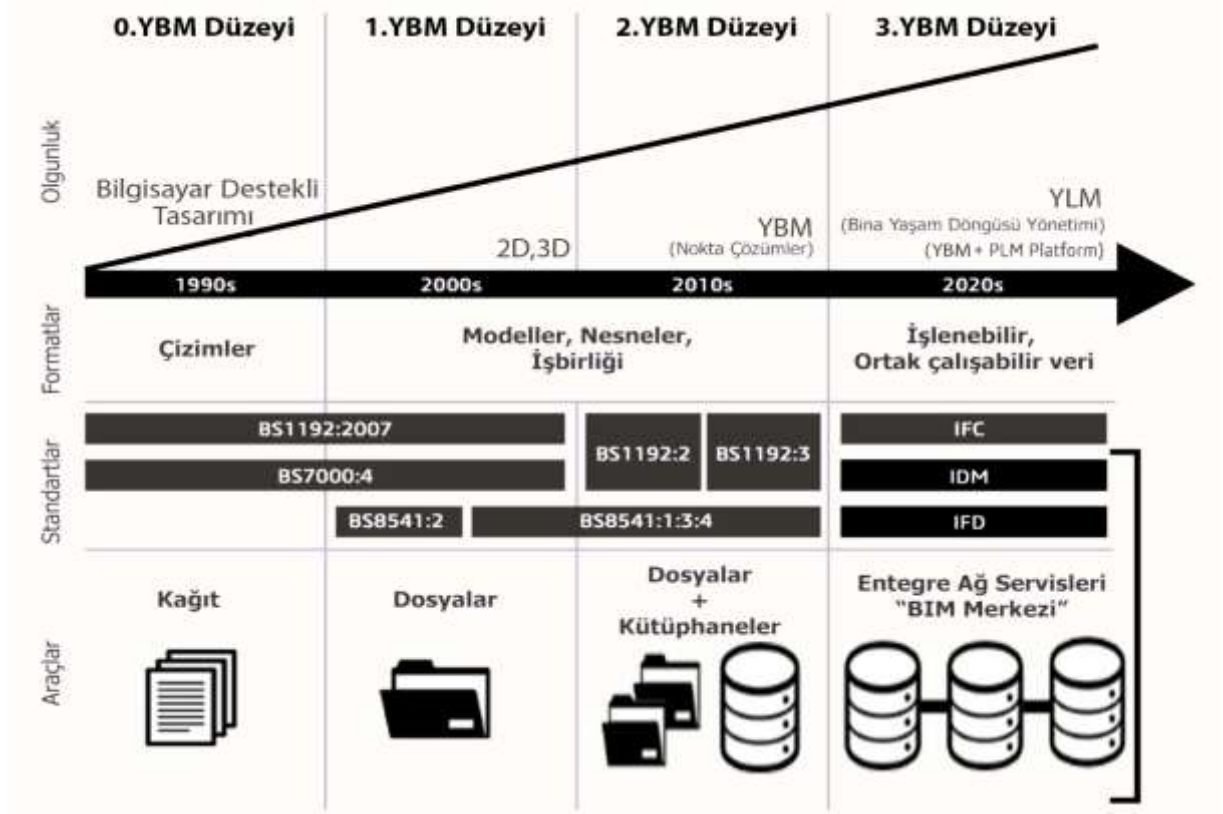 0.YBM Düzeyi
1.YBM Düzeyi
2.YBM Düzeyi
3.YBM Düzeyi
Olgunluk
Bilgisayar Destekli
Tasarımı
2D,3D
YBM
(Nokta Çözümler)
YLM
(Bina Yaşam Döngüsü Yönetimi)
(YBM + PLM Platform)
1990s
2000s
2010s
2020s
Formatlar
Çizimler
Modeller, Nesneler,
İşbirliği
İşlenebilir,
Ortak çalışabilir veri
Standartlar
BS1192:2007
BS7000:4
BS8541:2
BS8541:1:3:4
BS1192:2
BS1192:3
IFC
IDM
IFD
Araçlar
Kağıt
Dosyalar
Dosyalar
+
Kütüphaneler
Entegre Ağ Servisleri
“BIM Merkezi”